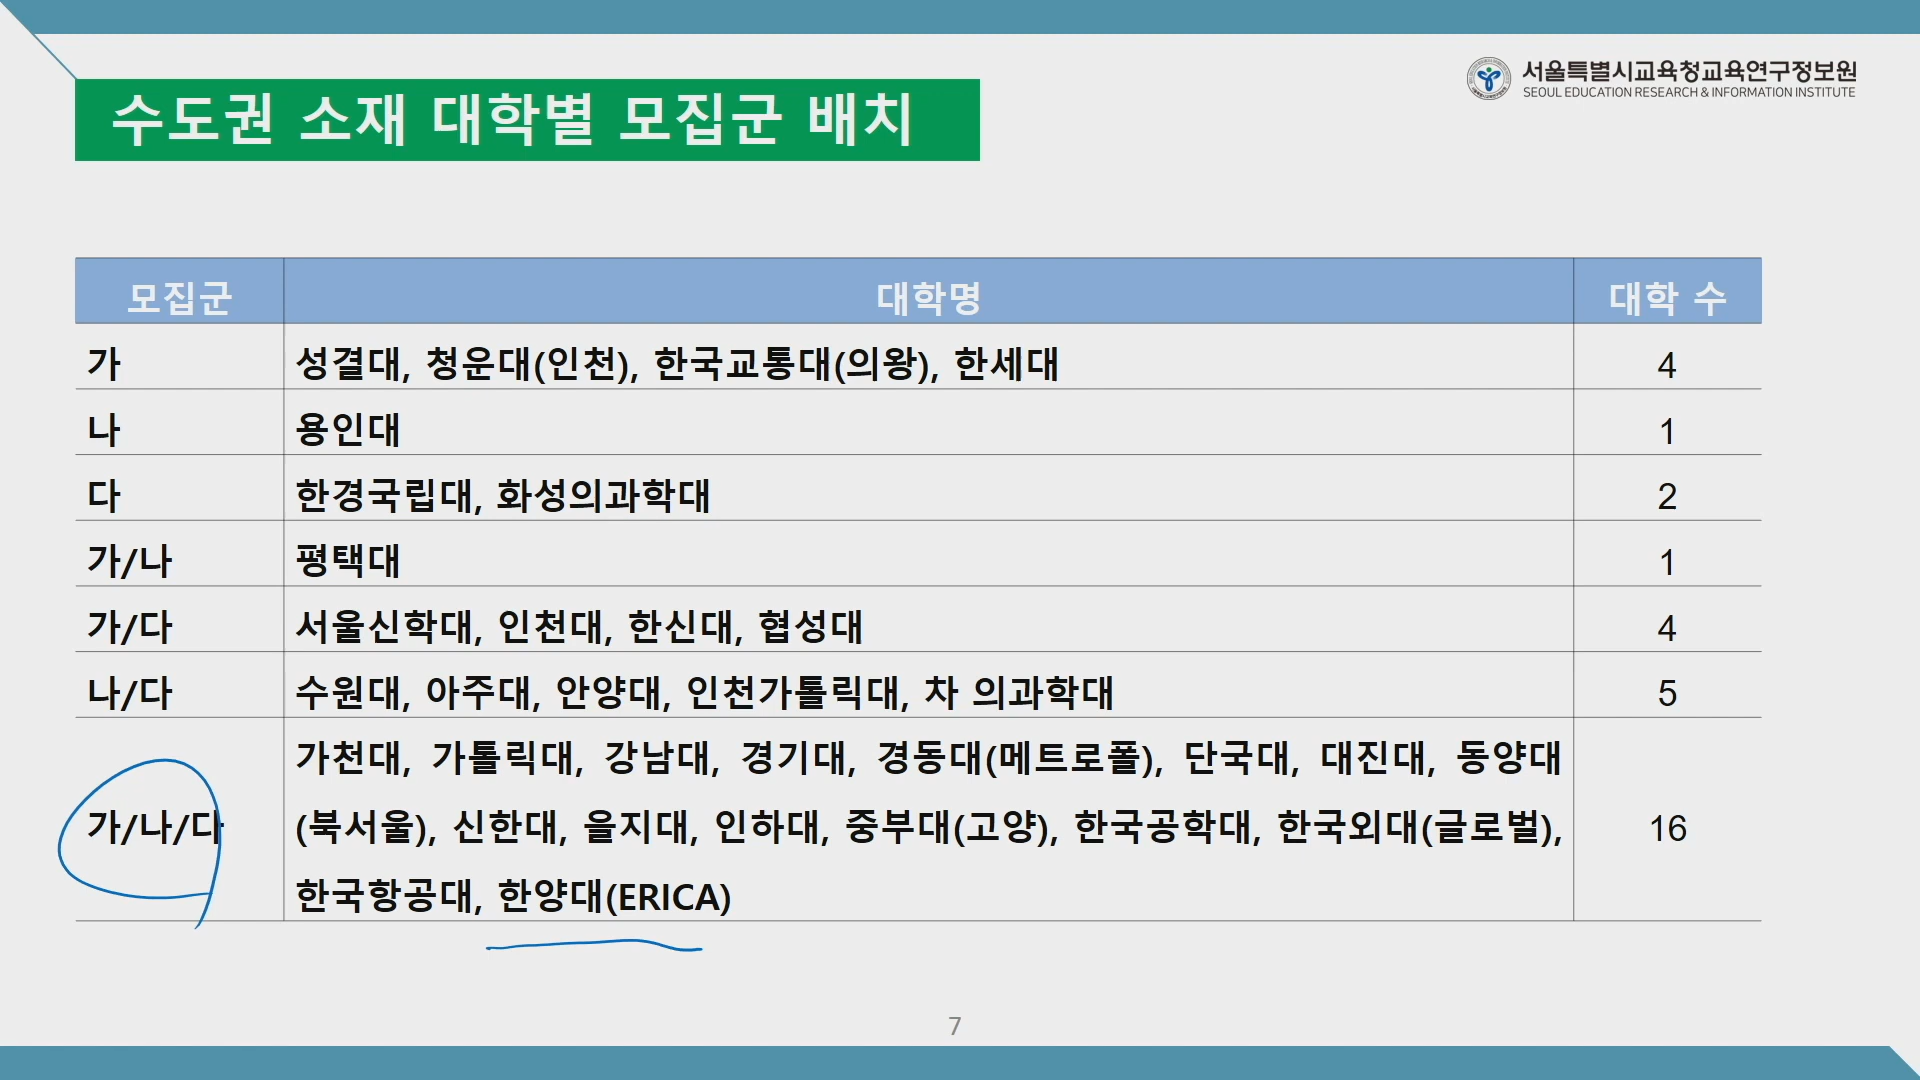 서울특별시교육청교육연구정보원
SEOUL EDUCATION RESEARCH & INFORMATION INSTITUTE
수도권 소재 대학별 모집군 배치
모집군 대학명 대학 수
가 성결대, 청운대(인천), 한국교통대(의왕), 한세대 4
나 용인대 1
다 한경국립대, 화성의과학대 2
가/나 평택대 1
가/다 서울신학대, 인천대, 한신대, 협성대 4
나/다 수원대, 아주대, 안양대, 인천가톨릭대, 차 의과학대 5
가천대, 가톨릭대, 강남대, 경기대, 경동대(메트로폴), 단국대, 대진대, 동양대
가/나/다 (북서울), 신한대, 을지대, 인하대, 중부대(고양), 한국공학대, 한국외대(글로벌), 16
한국항공대, 한양대(ERICA)
7